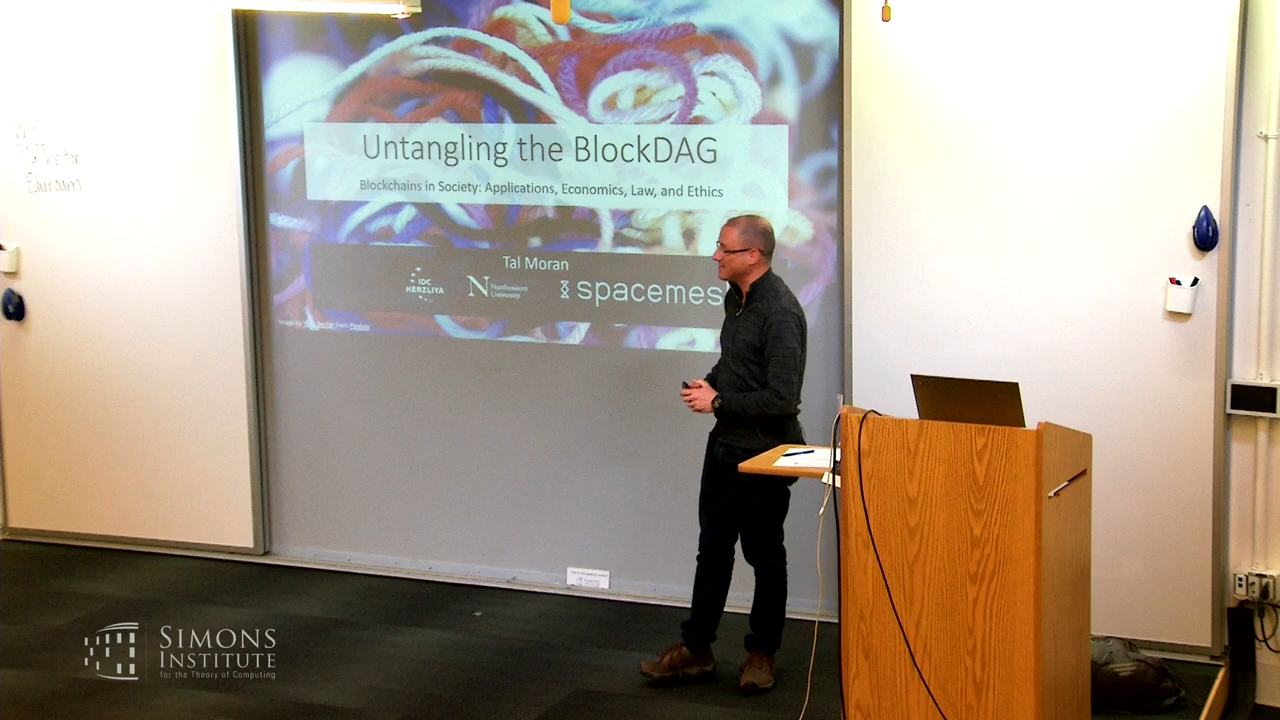 Untangling the BlockDAG
Blockchains in Society: Applications, Economics, Law, and Ethics
Tal Moran
IDC
HERZLIYA
N Northeastern
University
spacemes
Eduroam
SIMONS
INSTITUTE
for the Theory of Computing